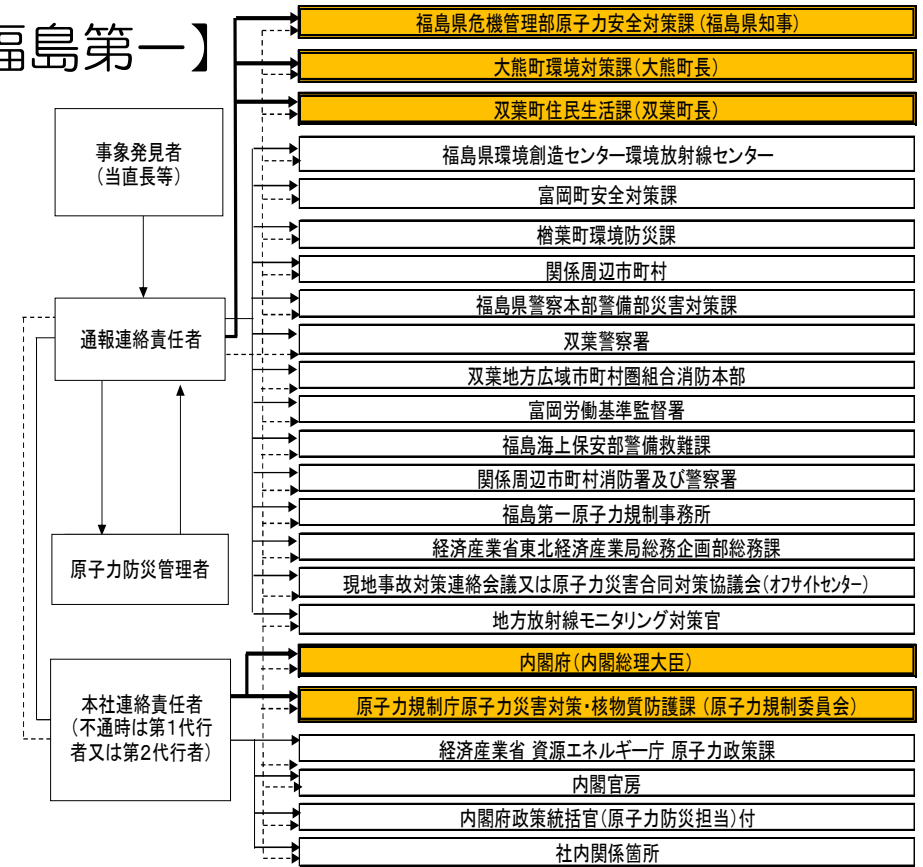 福島第一】
事象発見者
(当直長等)
通報連絡責任者
原子力防災管理者
本社連絡責任者
(不通時は第1代行
者又は第2代行者)
福島県危機管理部原子力安全対策課(福島県知事)
大熊町環境対策課(大熊町長)
双葉町住民生活課(双葉町長)
福島県環境創造センター環境放射線センター
富岡町安全対策課
楢葉町環境防災課
関係周辺市町村
福島県警察本部警備部災害対策課
双葉警察署
双葉地方広域市町村圏組合消防本部
富岡労働基準監督署
福島海上保安部警備救難課
関係周辺市町村消防署及び警察署
福島第一原子力規制事務所
経済産業省東北経済産業局総務企画部総務課
現地事故対策連絡会議又は原子力災害合同対策協議会(オフサイトセンター)
地方放射線モニタリング対策官
内閣府(内閣総理大臣)
原子力規制庁原子力災害対策・核物質防護課(原子力規制委員会)
経済産業省 資源エネルギー庁 原子力政策課
内閣官房
内閣府政策統括官(原子力防災担当)付
社内関係箇所